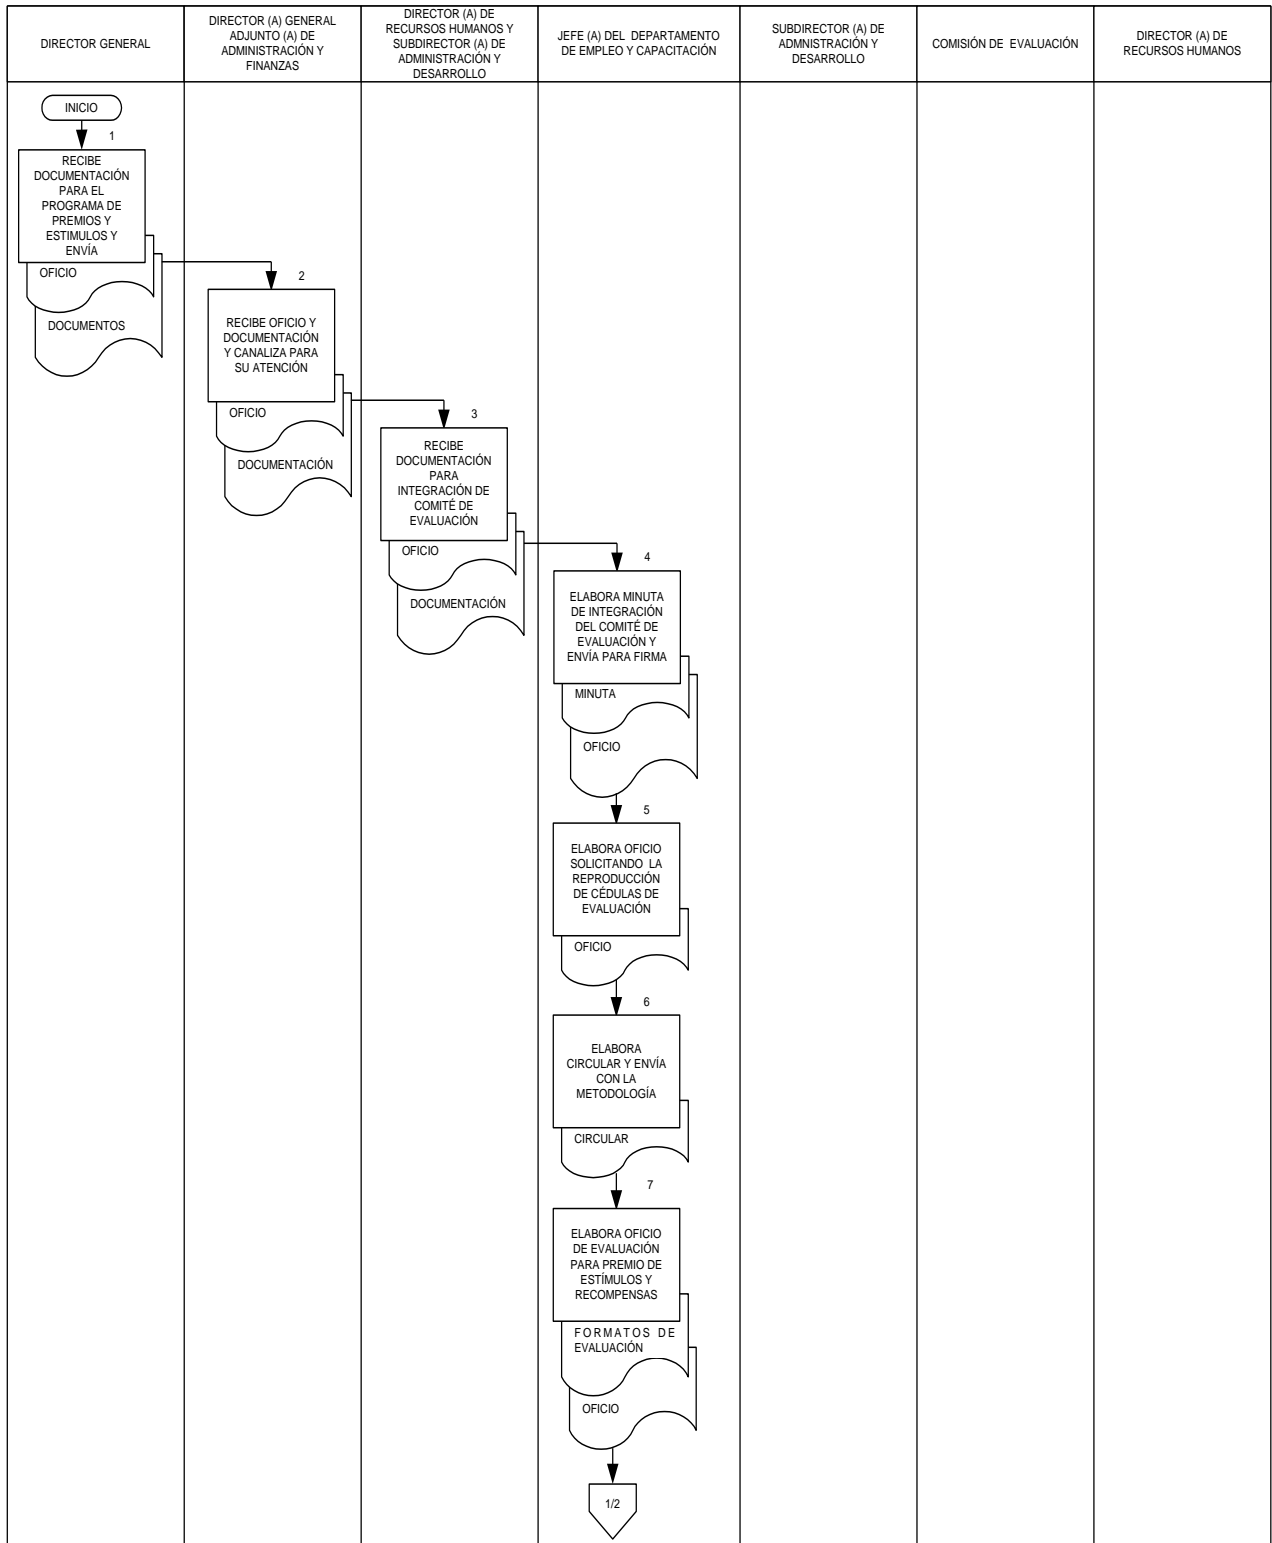 DIRECTOR GENERAL
DIRECTOR (A) GENERAL
ADJUNTO (A) DE
ADMINISTRACIÓN Y
FINANZAS
DIRECTOR (A) DE
RECURSOS HUMANOS Y
SUBDIRECTOR (A) DE
ADMINISTRACIÓN Y
DESARROLLO
JEFE (A) DEL DEPARTAMENTO
DE EMPLEO Y CAPACITACIÓN
SUBDIRECTOR (A) DE
ADMNISTRACIÓN Y
DESARROLLO
COMISIÓN DE EVALUACIÓN
DIRECTOR (A) DE
RECURSOS HUMANOS
INICIO
1
RECIBE
DOCUMENTACIÓN
PARA EL
PROGRAMA DE
PREMIOS Y
ESTIMULOS Y
ENVÍA
OFICIO
DOCUMENTOS
2
RECIBE OFICIO Y
DOCUMENTACIÓN
Y CANALIZA PARA
SU ATENCIÓN
OFICIO
DOCUMENTACIÓN
3
RECIBE
DOCUMENTACIÓN
PARA
INTEGRACIÓN DE
COMITÉ DE
EVALUACIÓN
OFICIO
DOCUMENTACIÓN
4
ELABORA MINUTA
DE INTEGRACIÓN
DEL COMITÉ DE
EVALUACIÓN Y
ENVÍA PARA FIRMA
MINUTA
OFICIO
5
ELABORA OFICIO
SOLICITANDO LA
REPRODUCCIÓN
DE CÉDULAS DE
EVALUACIÓN
OFICIO
6
ELABORA
CIRCULAR Y ENVÍA
CON LA
METODOLOGÍA
CIRCULAR
7
ELABORA OFICIO
DE EVALUACIÓN
PARA PREMIO DE
ESTÍMULOS Y
RECOMPENSAS
FORMATOS DE
EVALUACIÓN
OFICIO
1/2